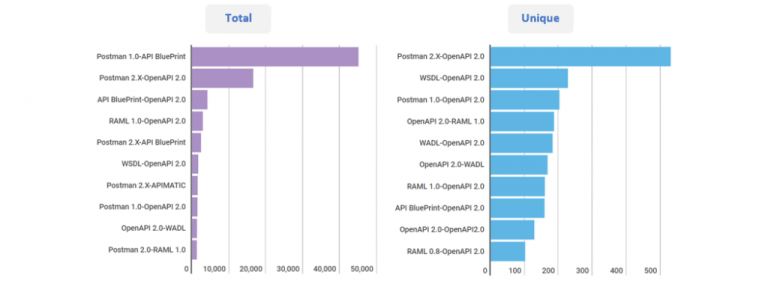 Total
Postman 1.0-API BluePrint
Postman 2.X-OpenAPI 2.0
API BluePrint-OpenAPI 2.0
RAML 1.0-OpenAPI 2.0
Postman 2.X-API BluePrint
WSDL-OpenAPI 2.0
Postman 2.X-APIMATIC
Postman 1.0-OpenAPI 2.0
OpenAPI 2.0-WADL
Postman 2.0-RAML 1.0
0 10,000 20,000 30,000 40,000 50,000
Unique
Postman 2.X-OpenAPI 2.0
WSDL-OpenAPI 2.0
Postman 1.0-OpenAPI 2.0
OpenAPI 2.0-RAML 1.0
WADL-OpenAPI 2.0
OpenAPI 2.0-WADL
RAML 1.0-OpenAPI 2.0
API BluePrint-OpenAPI 2.0
OpenAPI 2.0-OpenAPI2.0
RAML 0.8-OpenAPI 2.0
0 100 200 300 400 500